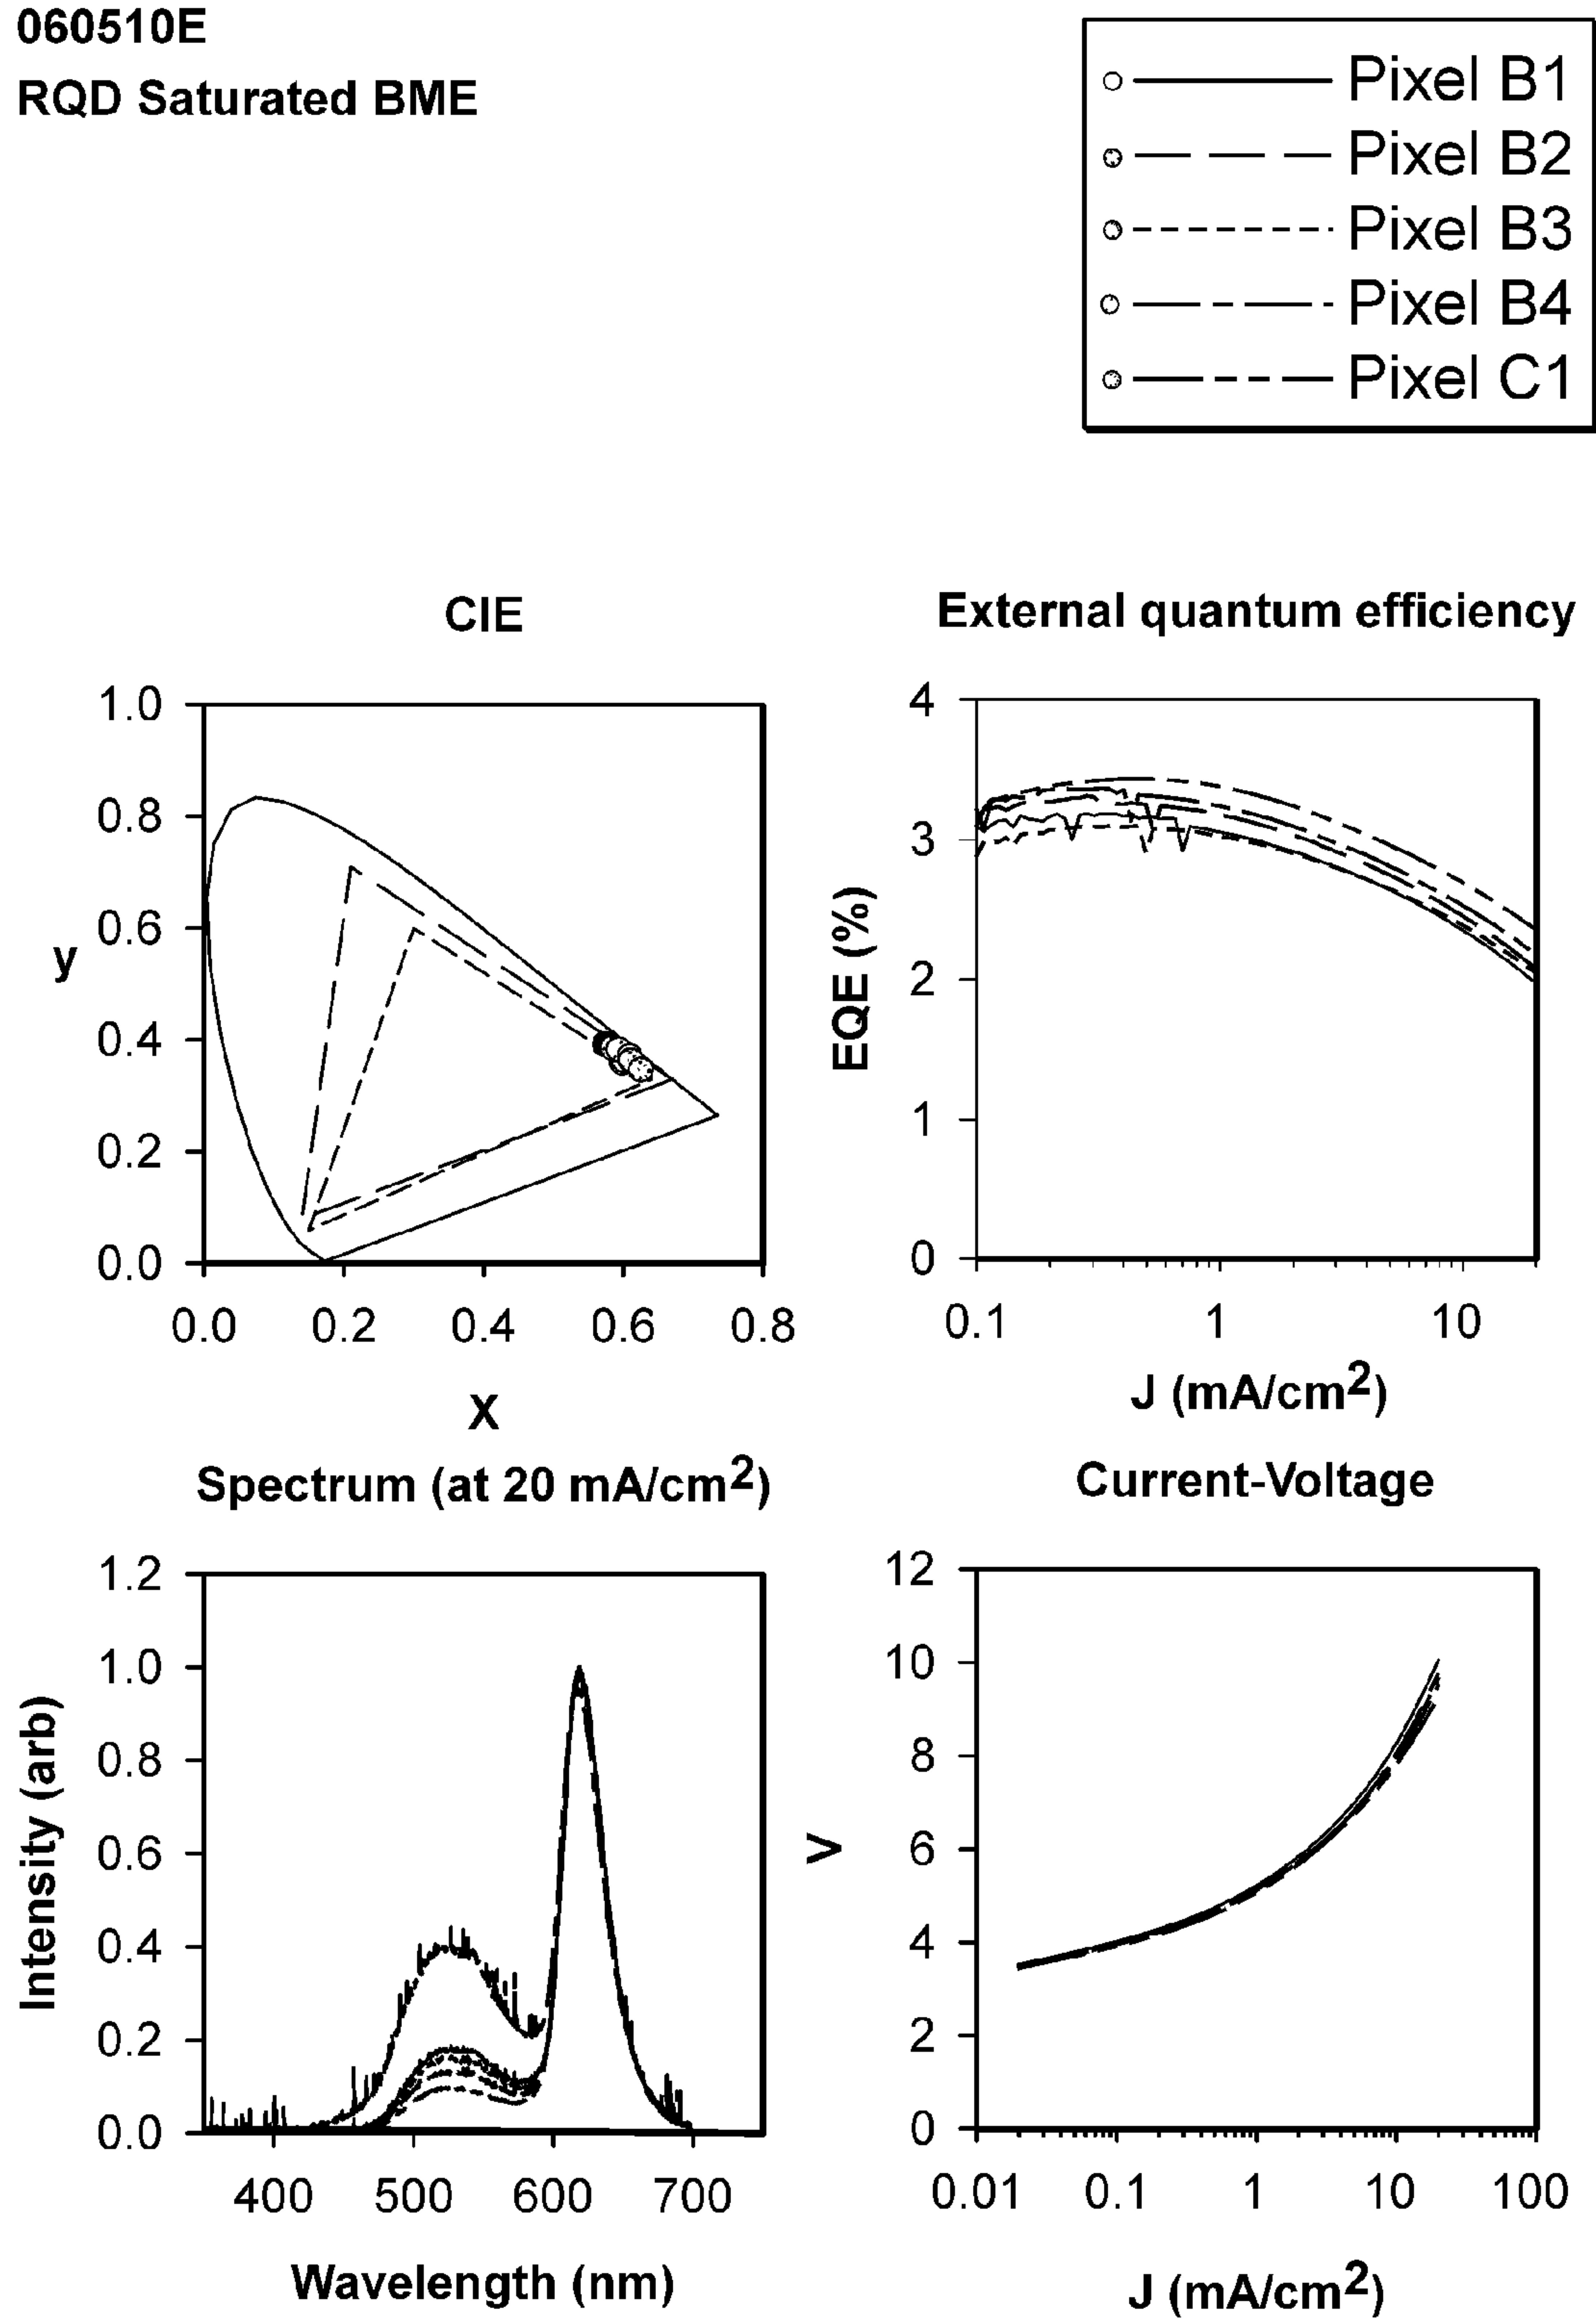 060510E
RQD Saturated BME
Pixel B1
Pixel B2
Pixel B3
Pixel B4
Pixel C1
CIE
1.0
0.8
0.6
0.4
0.2
0.0
y
0.0 0.2 0.4 0.6 0.8
X
External quantum efficiency
4
3
2
1
0
EQE (%)
0.1 1 10
J (mA/cm2)
Spectrum (at 20 mA/cm2)
1.2
1.0
0.8
0.6
0.4
0.2
0.0
Intensity (arb)
400 500 600 700
Wavelength (nm)
Current-Voltage
12
10
8
6
4
2
0
V
0.01 0.1 1 10 100
J (mA/cm2)